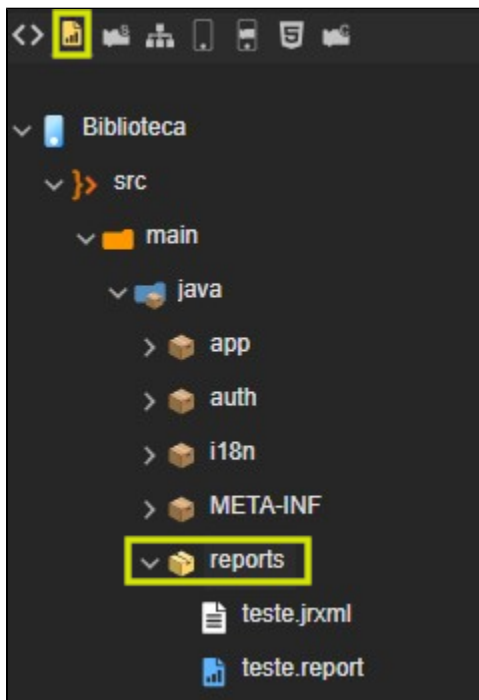 Biblioteca
src
main
java
app
auth
i18n
META-INF
reports
teste.jrxml
teste.report